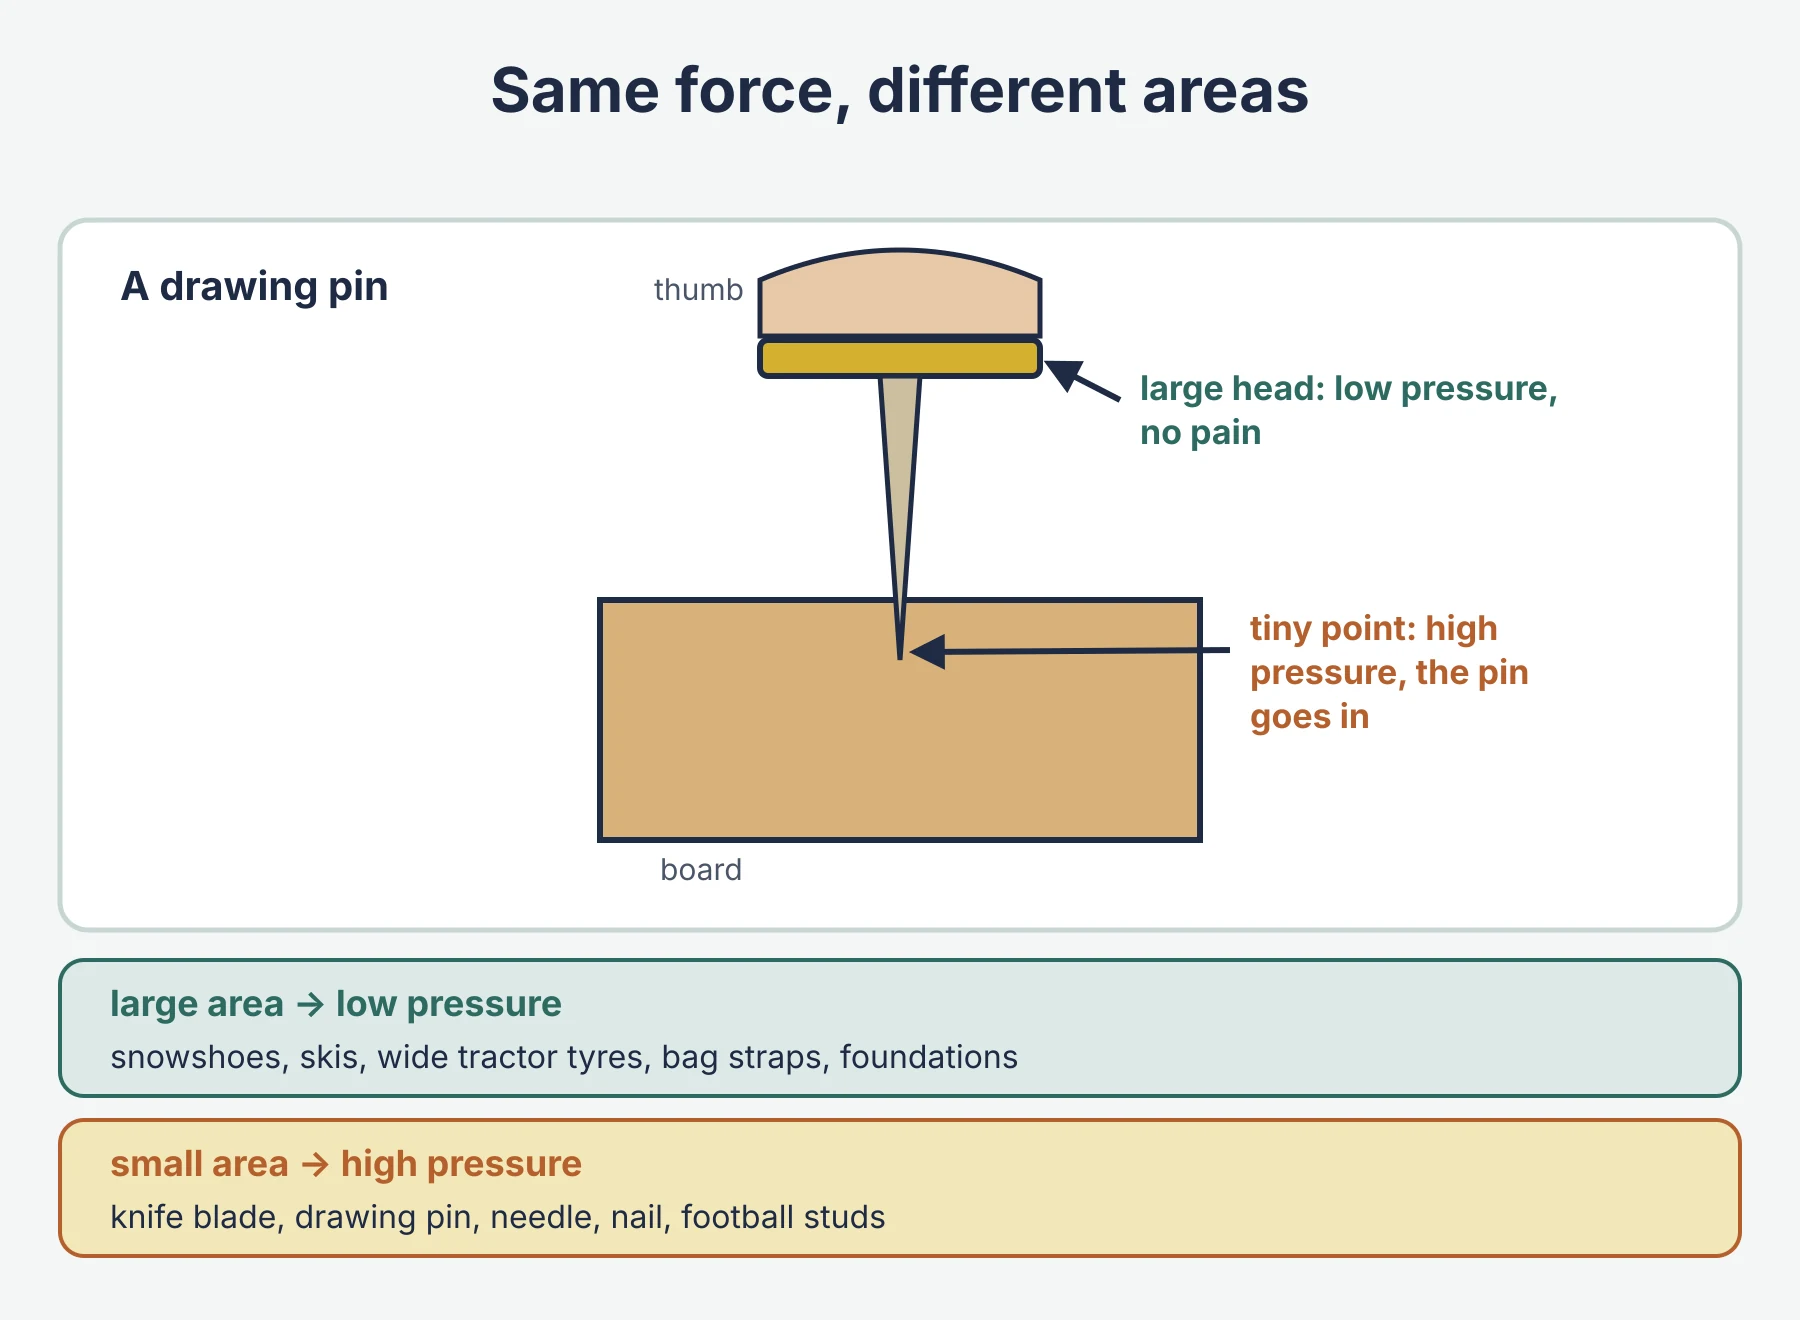 Same force, different areas
A drawing pin
thumb
large head: low pressure,
no pain
tiny point: high
pressure, the pin
goes in
board
large area → low pressure
snowshoes, skis, wide tractor tyres, bag straps, foundations
small area → high pressure
knife blade, drawing pin, needle, nail, football studs